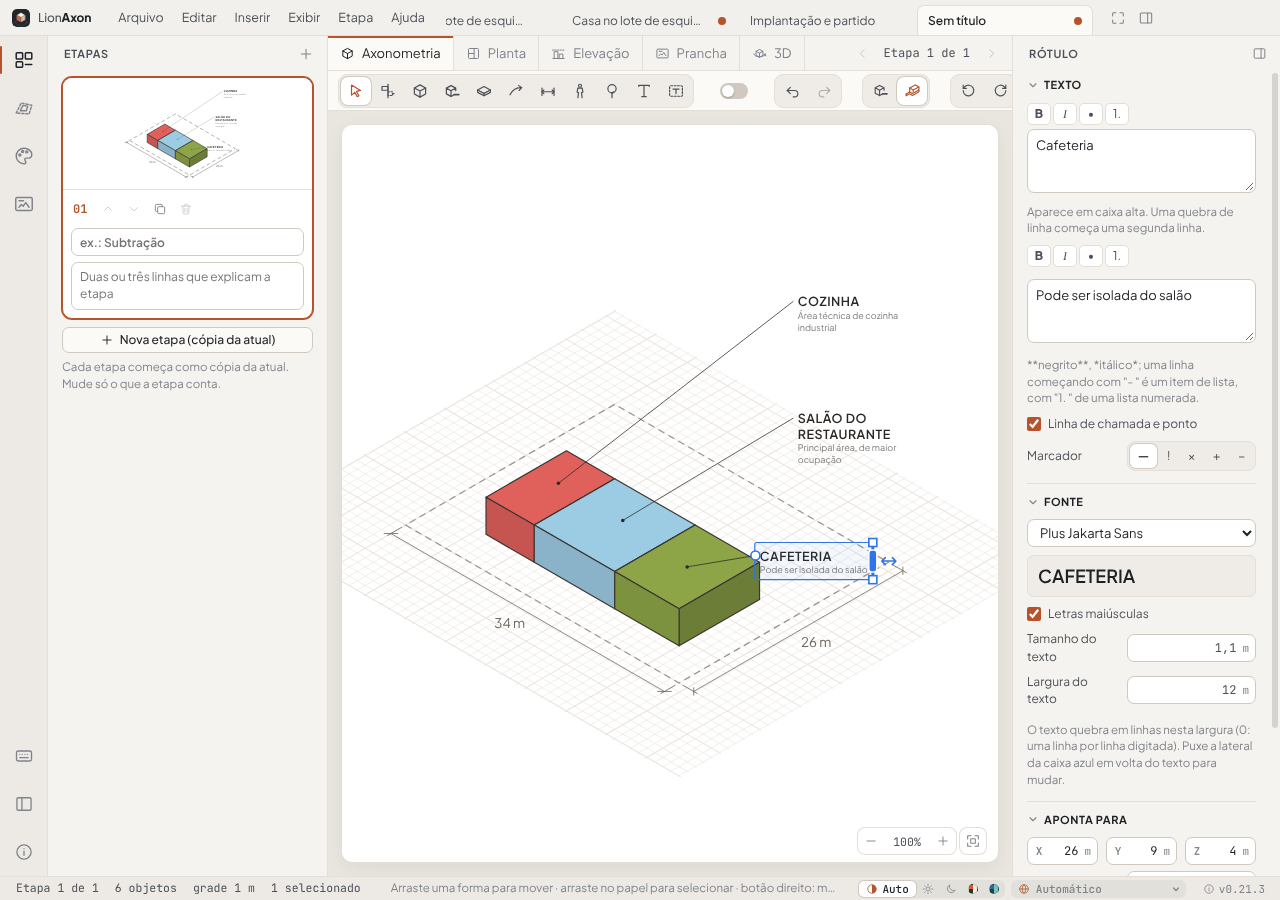 LionAxon
Arquivo Editar Inserir Exibir Etapa Ajuda
ote de esqui... Casa no lote de esqui... Implantação e partido Sem título
ETAPAS
Axonometria Planta Elevação Prancha 3D
Etapa 1 de 1
RÓTULO
TEXTO
B I • 1.
Cafeteria
Aparece em caixa alta. Uma quebra de
linha começa uma segunda linha.
B I • 1.
Pode ser isolada do salão
**negrito**, *itálico*; uma linha
começando com "- " é um item de lista,
com "1. " de uma lista numerada.
Linha de chamada e ponto
Marcador — ! × + −
FONTE
Plus Jakarta Sans
CAFETERIA
Letras maiúsculas
Tamanho do
texto
1,1 m
Largura do
texto
12 m
O texto quebra em linhas nesta largura (0:
uma linha por linha digitada). Puxe a lateral
da caixa azul em volta do texto para
mudar.
APONTA PARA
X 26 m Y 9 m Z 4 m
01
ex.: Subtração
Duas ou três linhas que explicam a
etapa
Nova etapa (cópia da atual)
Cada etapa começa como cópia da atual.
Mude só o que a etapa conta.
COZINHA
Área técnica de cozinha
industrial
SALÃO DO
RESTAURANTE
Principal área, de maior
ocupação
CAFETERIA
Pode ser isolada do salão
34 m
26 m
100%
Etapa 1 de 1 6 objetos grade 1 m 1 selecionado
Arraste uma forma para mover · arraste no papel para selecionar · botão direito: m...
Auto
Automático
v0.21.3